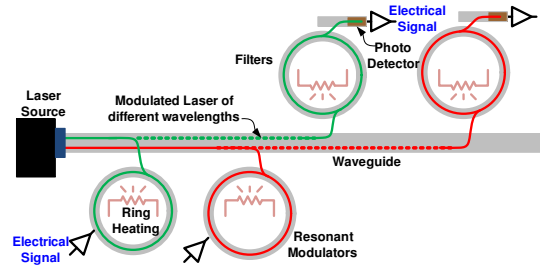 Electrical
Signal
Photo
Detector
Filters
Laser
Source
Modulated Laser of
different wavelengths
Waveguide
Ring
Heating
Electrical
Signal
Resonant
Modulators